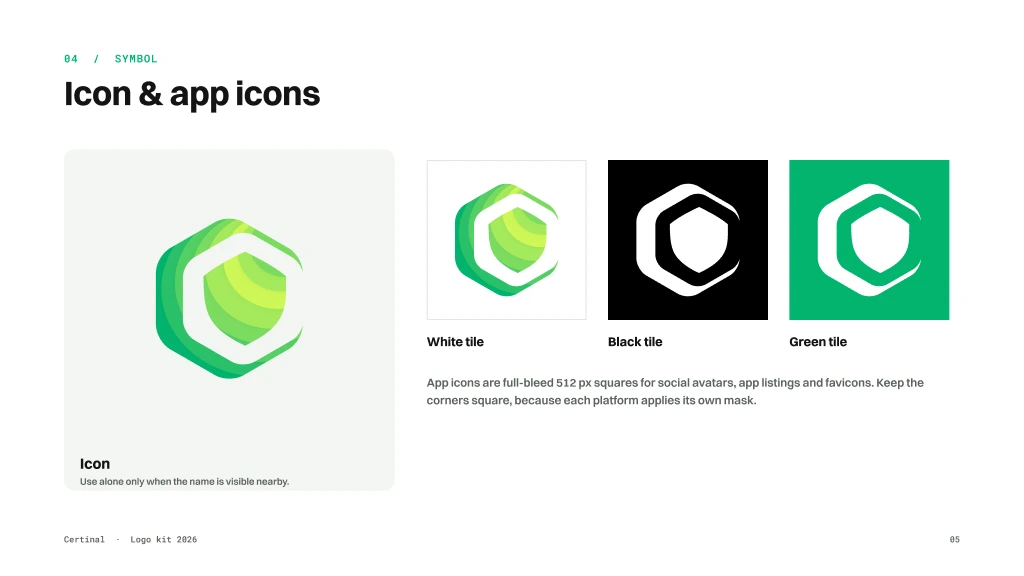 04 / SYMBOL
Icon & app icons
Icon
Use alone only when the name is visible nearby.
White tile
Black tile
Green tile
App icons are full-bleed 512 px squares for social avatars, app listings and favicons. Keep the
corners square, because each platform applies its own mask.
Certinal · Logo kit 2026
05